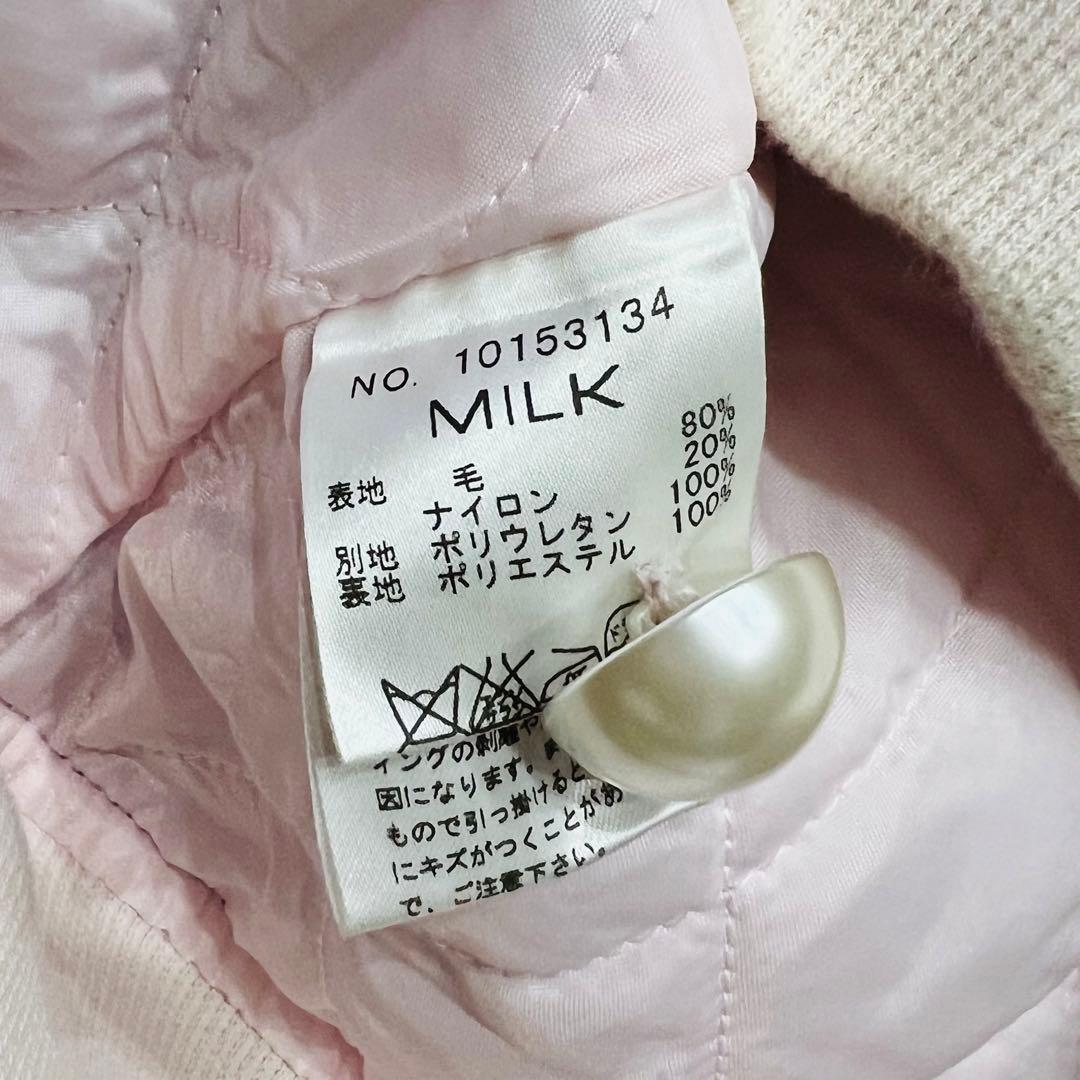 NO. 10153134
MILK
表地 毛 80%
ナイロン 20%
別地 ポリウレタン 100%
裏地 ポリエステル 100%
ィングの剥離や
因になります。
もので引っ掛けると
にキズがつくことがあ
で、ご注意下さい。